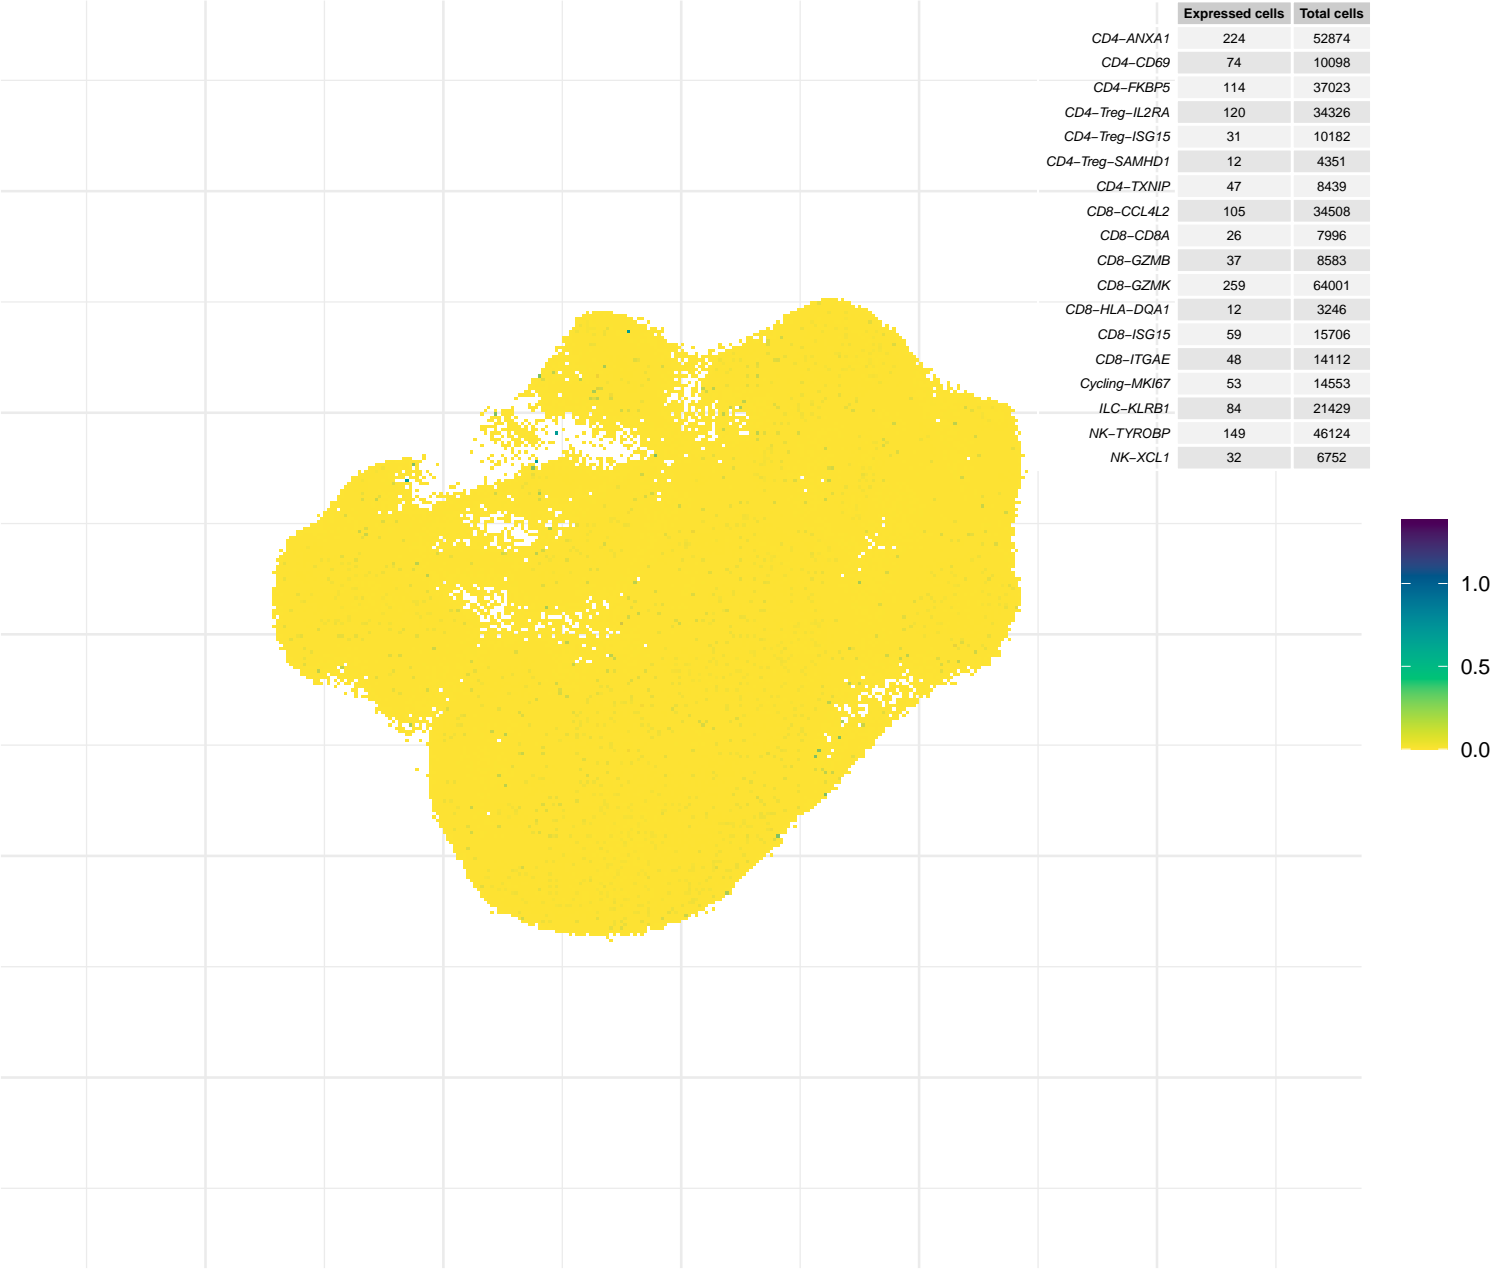 Expressed cells Total cells
CD4−ANXA1 224 52874
CD4−CD69 74 10098
CD4−FKBP5 114 37023
CD4−Treg−IL2RA 120 34326
CD4−Treg−ISG15 31 10182
CD4−Treg−SAMHD1 12 4351
CD4−TXNIP 47 8439
CD8−CCL4L2 105 34508
CD8−CD8A 26 7996
CD8−GZMB 37 8583
CD8−GZMK 259 64001
CD8−HLA−DQA1 12 3246
CD8−ISG15 59 15706
CD8−ITGAE 48 14112
Cycling−MKI67 53 14553
ILC−KLRB1 84 21429
NK−TYROBP 149 46124
NK−XCL1 32 6752
1.0
0.5
0.0